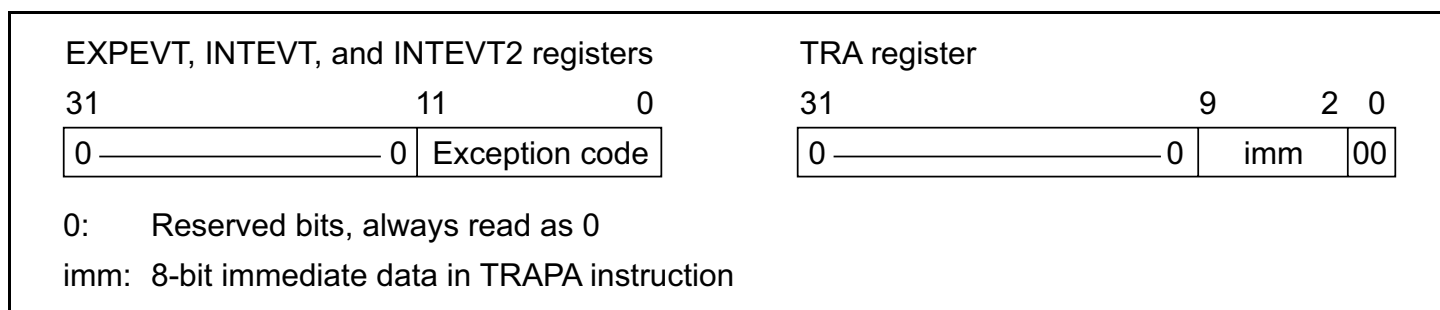 EXPEVT, INTEVT, and INTEVT2 registers
31 11 0
0 0 Exception code
TRA register
31 9 2 0
0 0 imm 00
0: Reserved bits, always read as 0
imm: 8-bit immediate data in TRAPA instruction